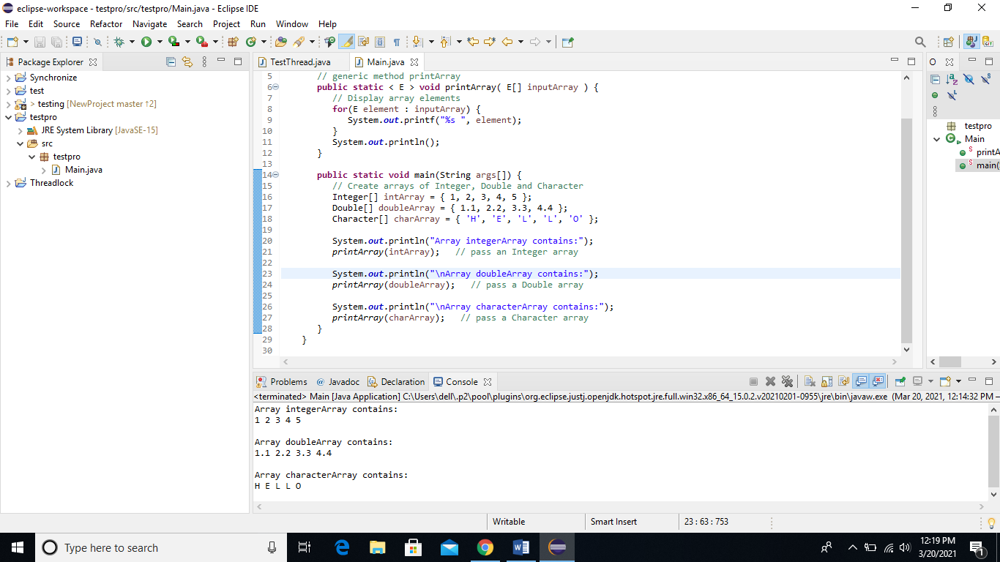 eclipse-workspace - testpro/src/testpro/Main.java - Eclipse IDE
File Edit Source Refactor Navigate Search Project Run Window Help
Package Explorer
Synchronize
test
> testing [NewProject master ↑2]
testpro
JRE System Library [JavaSE-15]
src
testpro
Main.java
Threadlock
TestThread.java Main.java
5 // generic method printArray
6 public static < E > void printArray( E[] inputArray ) {
7 // Display array elements
8 for(E element : inputArray) {
9 System.out.printf("%s ", element);
10 }
11 System.out.println();
12 }
13
14 public static void main(String args[]) {
15 // Create arrays of Integer, Double and Character
16 Integer[] intArray = { 1, 2, 3, 4, 5 };
17 Double[] doubleArray = { 1.1, 2.2, 3.3, 4.4 };
18 Character[] charArray = { 'H', 'E', 'L', 'L', 'O' };
19
20 System.out.println("Array integerArray contains:");
21 printArray(intArray); // pass an Integer array
22
23 System.out.println("\nArray doubleArray contains:");
24 printArray(doubleArray); // pass a Double array
25
26 System.out.println("\nArray characterArray contains:");
27 printArray(charArray); // pass a Character array
28 }
29 }
30
O
testpro
Main
printA
main(
Problems @ Javadoc Declaration Console
<terminated> Main [Java Application] C:\Users\dell\.p2\pool\plugins\org.eclipse.justj.openjdk.hotspot.jre.full.win32.x86_64_15.0.2.v20210201-0955\jre\bin\javaw.exe (Mar 20, 2021, 12:14:32 PM –
Array integerArray contains:
1 2 3 4 5
Array doubleArray contains:
1.1 2.2 3.3 4.4
Array characterArray contains:
H E L L O
Writable Smart Insert 23 : 63 : 753
Type here to search
12:19 PM
3/20/2021
1